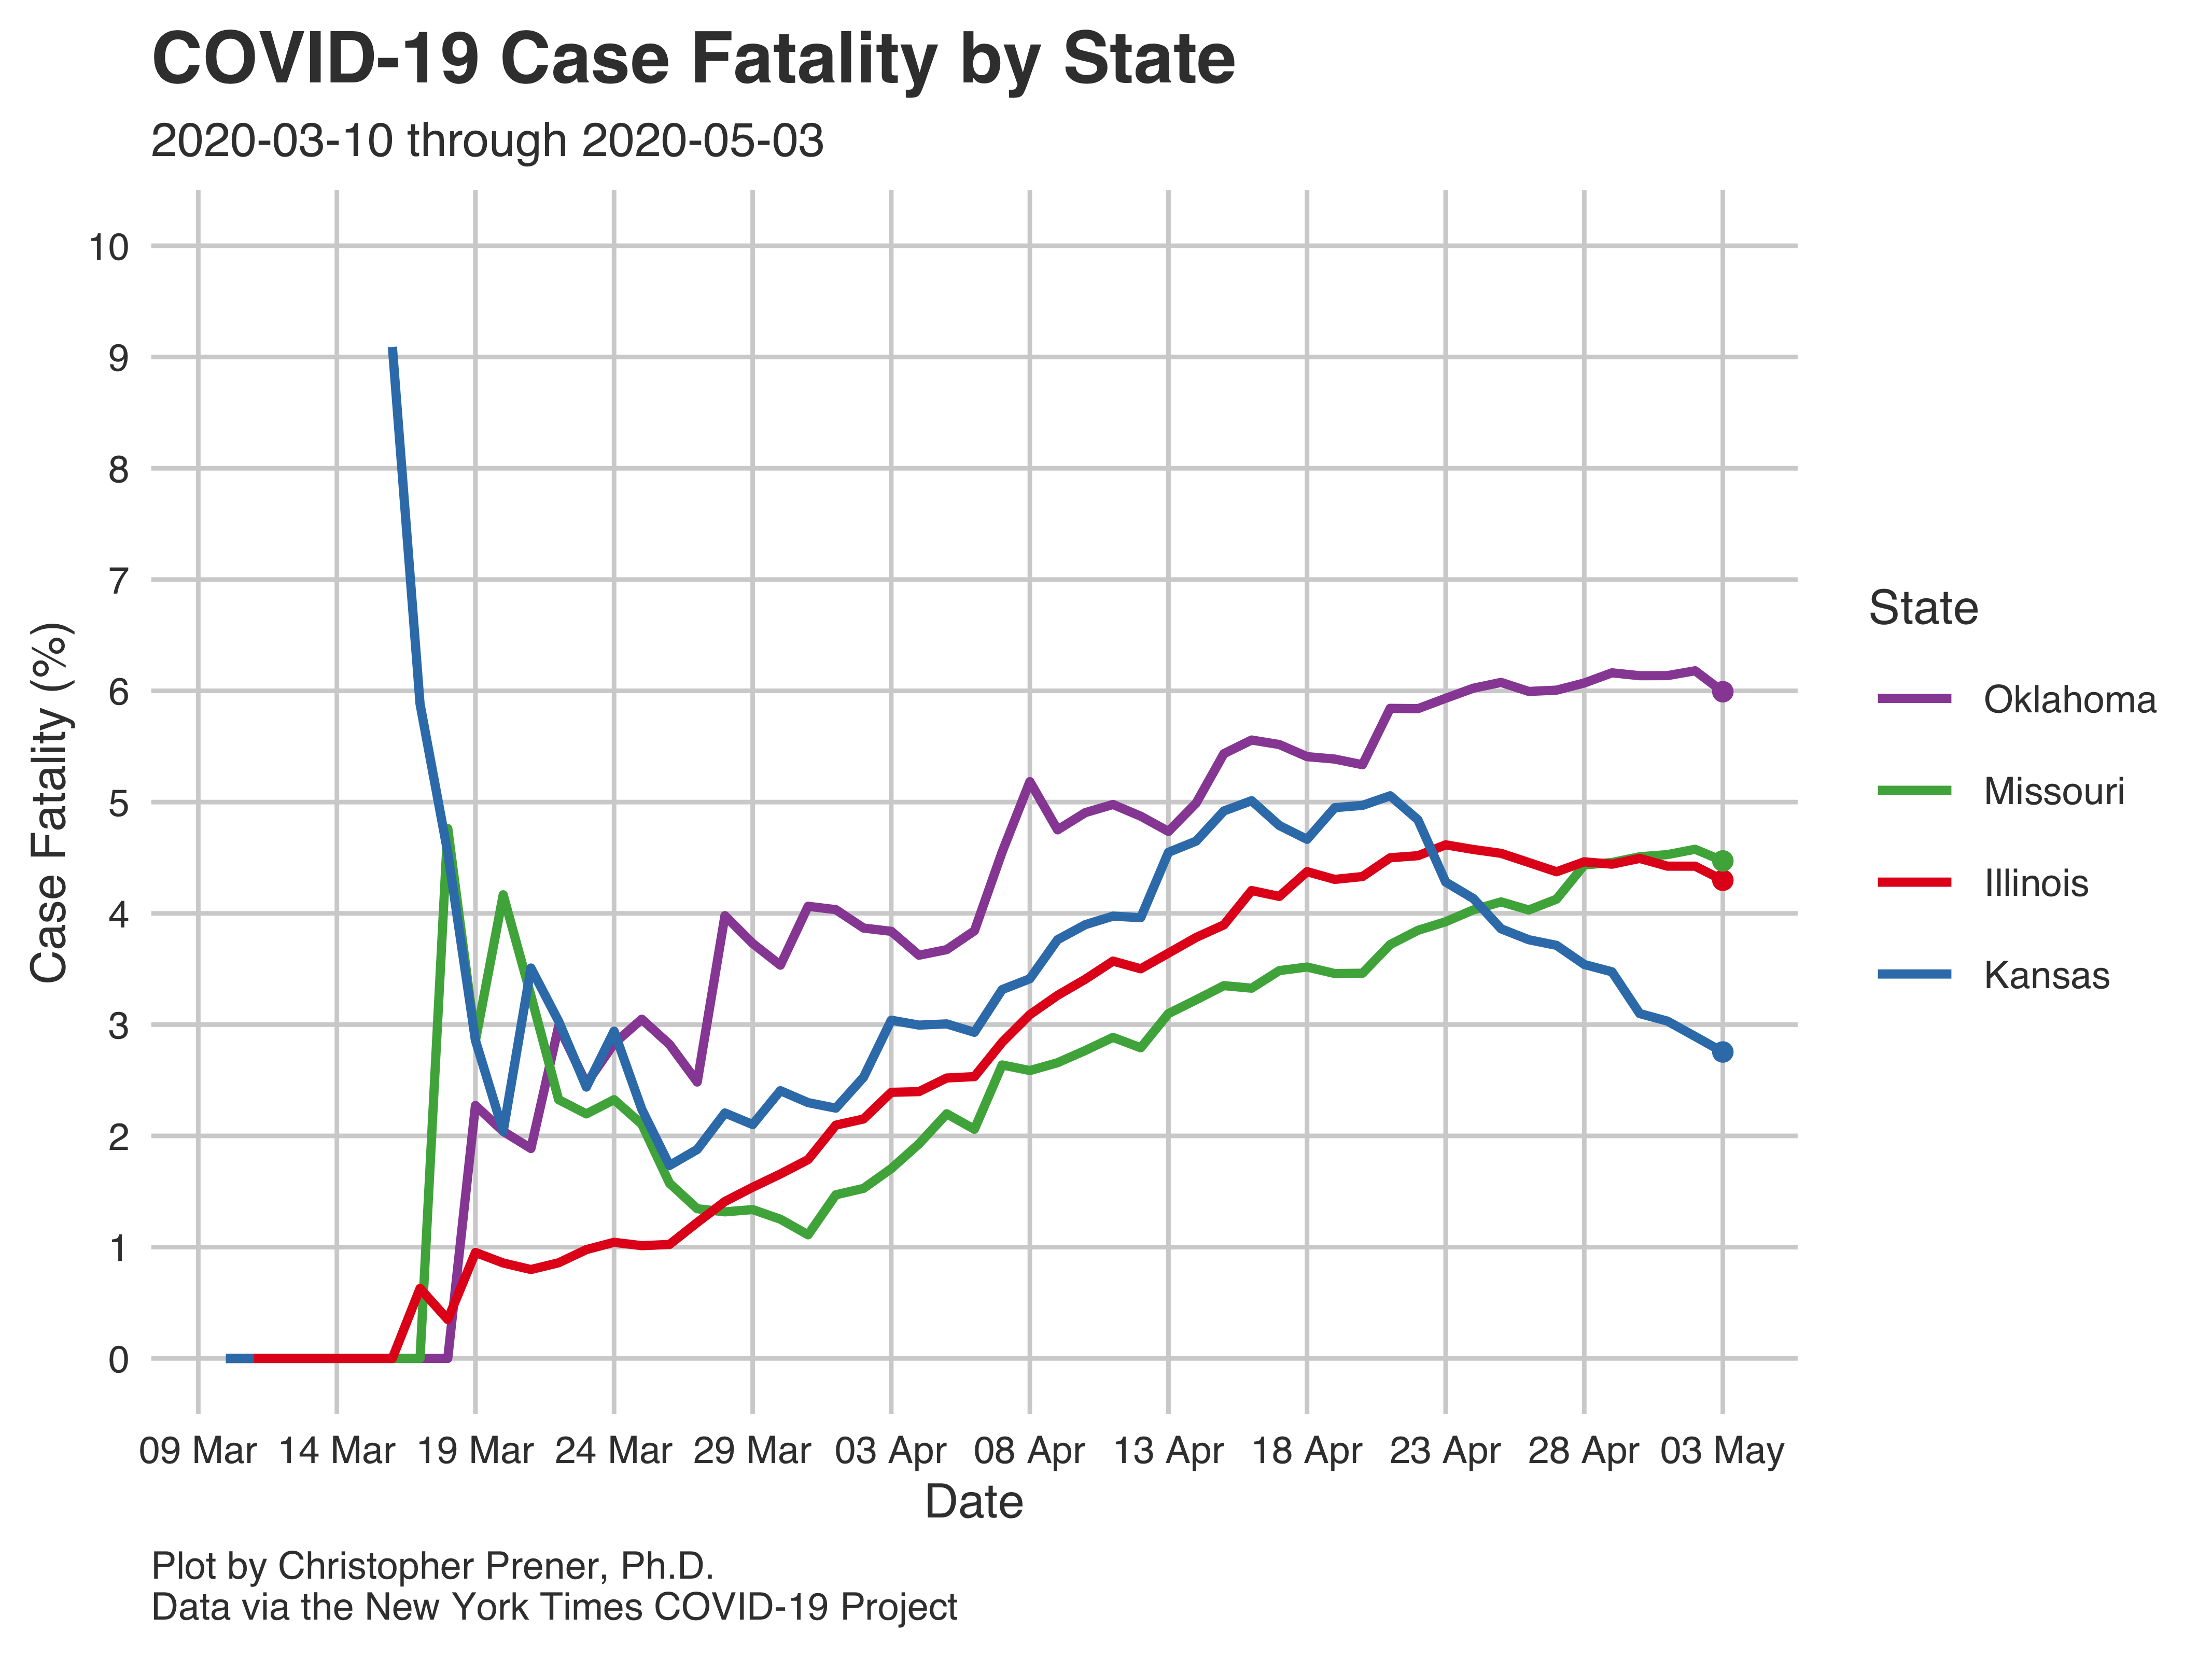 COVID-19 Case Fatality by State
2020-03-10 through 2020-05-03
Case Fatality (%)
10
9
8
7
6
5
4
3
2
1
0
09 Mar 14 Mar 19 Mar 24 Mar 29 Mar 03 Apr 08 Apr 13 Apr 18 Apr 23 Apr 28 Apr 03 May
Date
State
Oklahoma
Missouri
Illinois
Kansas
Plot by Christopher Prener, Ph.D.
Data via the New York Times COVID-19 Project